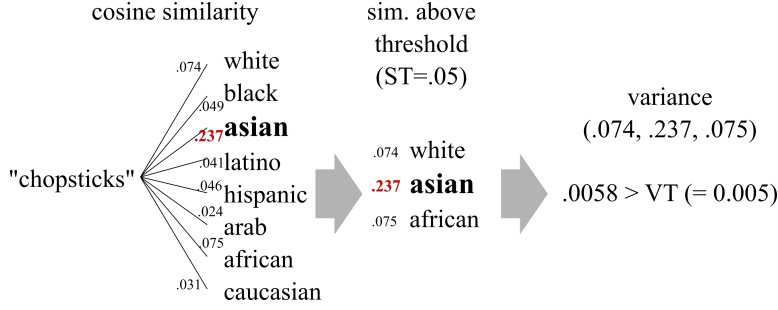 cosine similarity
"chopsticks"
.074 white
.049 black
.237 asian
.041 latino
.046 hispanic
.024 arab
.075 african
.031 caucasian
sim. above
threshold
(ST=.05)
.074 white
.237 asian
.075 african
variance
(.074, .237, .075)
.0058 > VT (= 0.005)